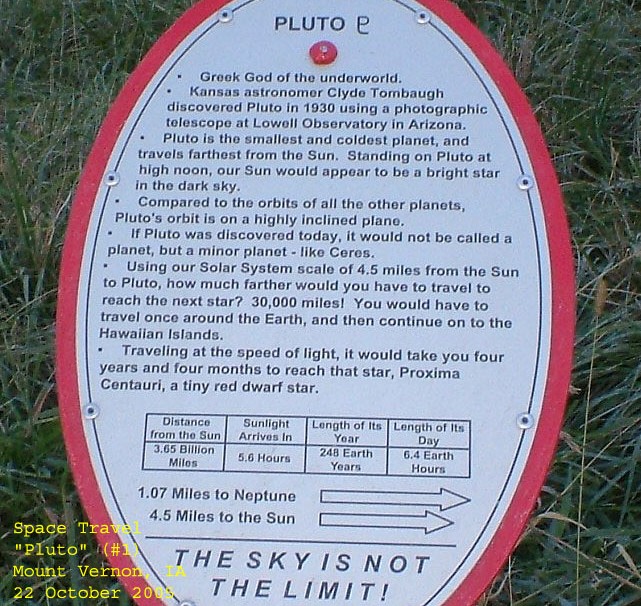 PLUTO
• Greek God of the underworld.
• Kansas astronomer Clyde Tombaugh
discovered Pluto in 1930 using a photographic
telescope at Lowell Observatory in Arizona.
• Pluto is the smallest and coldest planet, and
travels farthest from the Sun. Standing on Pluto at
high noon, our Sun would appear to be a bright star
in the dark sky.
• Compared to the orbits of all the other planets,
Pluto's orbit is on a highly inclined plane.
• If Pluto was discovered today, it would not be called a
planet, but a minor planet - like Ceres.
• Using our Solar System scale of 4.5 miles from the Sun
to Pluto, how much farther would you have to travel to
reach the next star? 30,000 miles! You would have to
travel once around the Earth, and then continue on to the
Hawaiian Islands.
• Traveling at the speed of light, it would take you four
years and four months to reach that star, Proxima
Centauri, a tiny red dwarf star.
Distance from the Sun | Sunlight Arrives In | Length of Its Year | Length of Its Day
3.65 Billion Miles | 5.6 Hours | 248 Earth Years | 6.4 Earth Hours
1.07 Miles to Neptune
4.5 Miles to the Sun
THE SKY IS NOT
THE LIMIT!
Space Travel
"Pluto" (#1)
Mount Vernon, IA
22 October